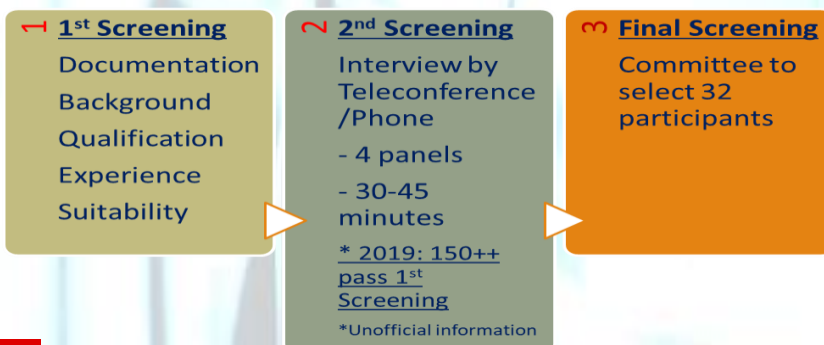 1
1st Screening
Documentation
Background
Qualification
Experience
Suitability
2
2nd Screening
Interview by
Teleconference
/Phone
- 4 panels
- 30-45
minutes
* 2019: 150++
pass 1st
Screening
*Unofficial information
3
Final Screening
Committee to
select 32
participants